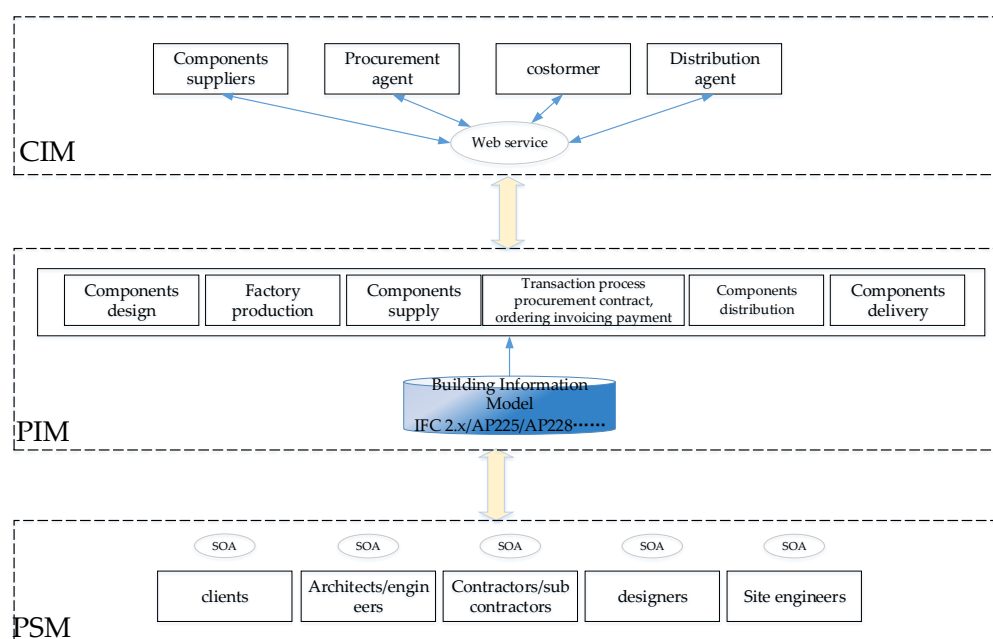 Components
suppliers
Procurement
agent
costormer
Distribution
agent
Web service
CIM
Components
design
Factory
production
Components
supply
Transaction process
procurement contract,
ordering invoicing payment
Components
distribution
Components
delivery
Building Information
Model
IFC 2.x/AP225/AP228······
PIM
SOA
SOA
SOA
SOA
SOA
clients
Architects/engin
eers
Contractors/sub
contractors
designers
Site engineers
PSM